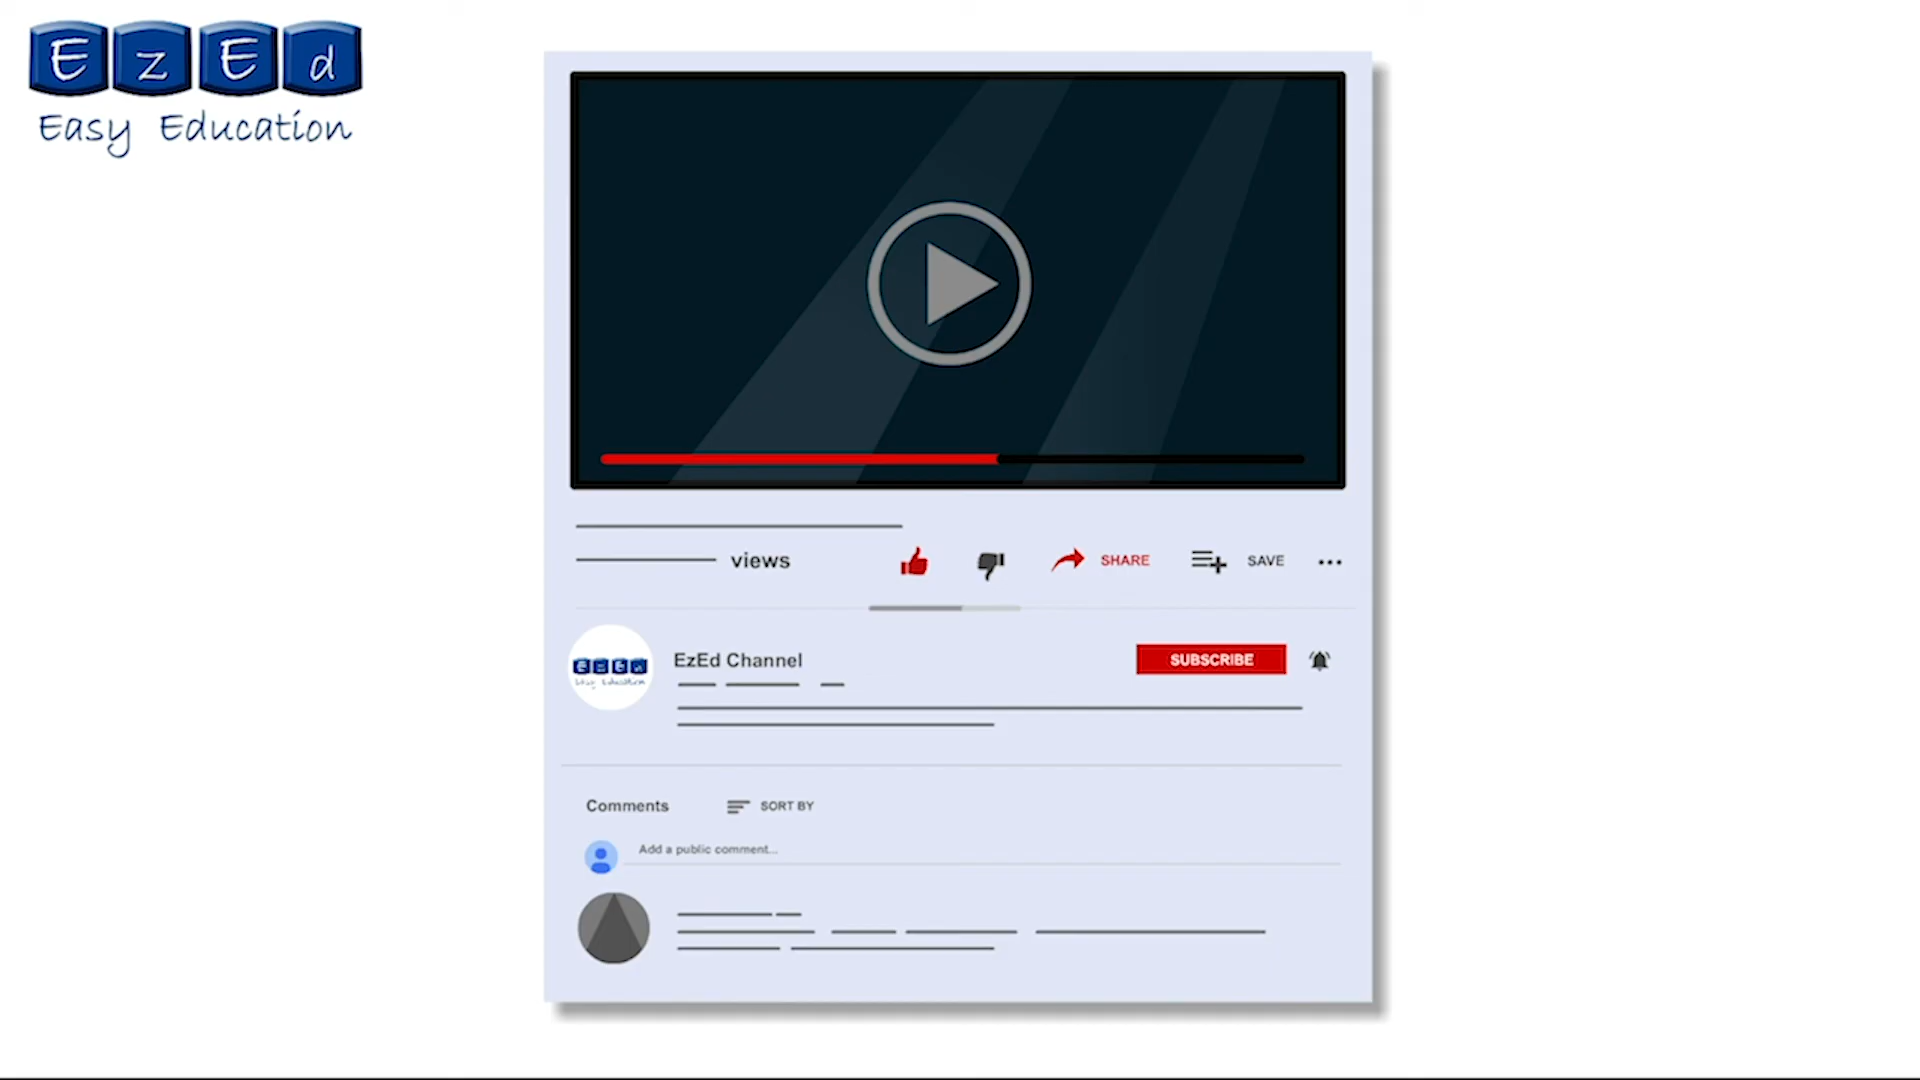 EzEd
Easy Education
views
SHARE
SAVE
EzEd Channel
SUBSCRIBE
Comments
SORT BY
Add a public comment...